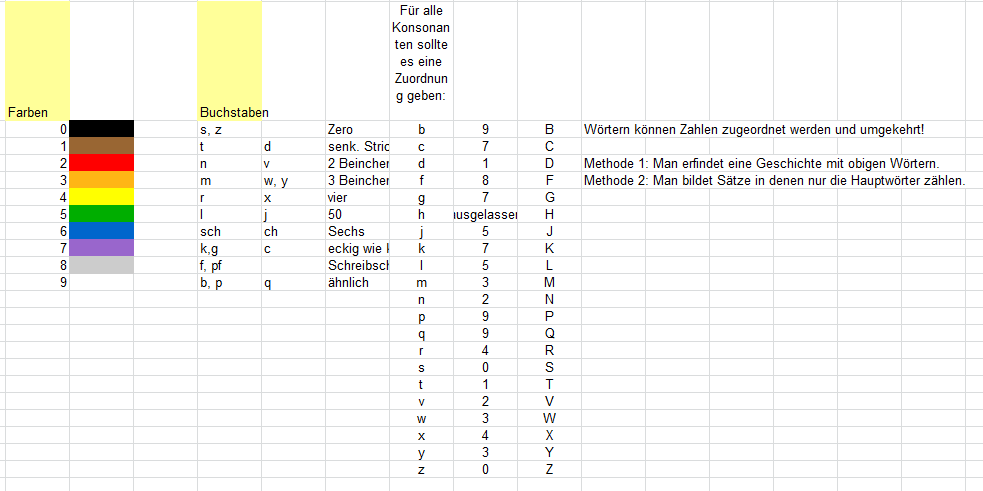 Für alle
Konsonan
ten sollte
es eine
Zuordnun
g geben:
Farben Buchstaben
0 s, z Zero b 9 B Wörtern können Zahlen zugeordnet werden und umgekehrt!
1 t d senk. Stric c 7 C
2 n v 2 Beincher d 1 D Methode 1: Man erfindet eine Geschichte mit obigen Wörtern.
3 m w, y 3 Beincher f 8 F Methode 2: Man bildet Sätze in denen nur die Hauptwörter zählen.
4 r x vier g 7 G
5 l j 50 h ausgelassen H
6 sch ch Sechs j 5 J
7 k,g c eckig wie k k 7 K
8 f, pf Schreibsch l 5 L
9 b, p q ähnlich m 3 M
n 2 N
p 9 P
q 9 Q
r 4 R
s 0 S
t 1 T
v 2 V
w 3 W
x 4 X
y 3 Y
z 0 Z